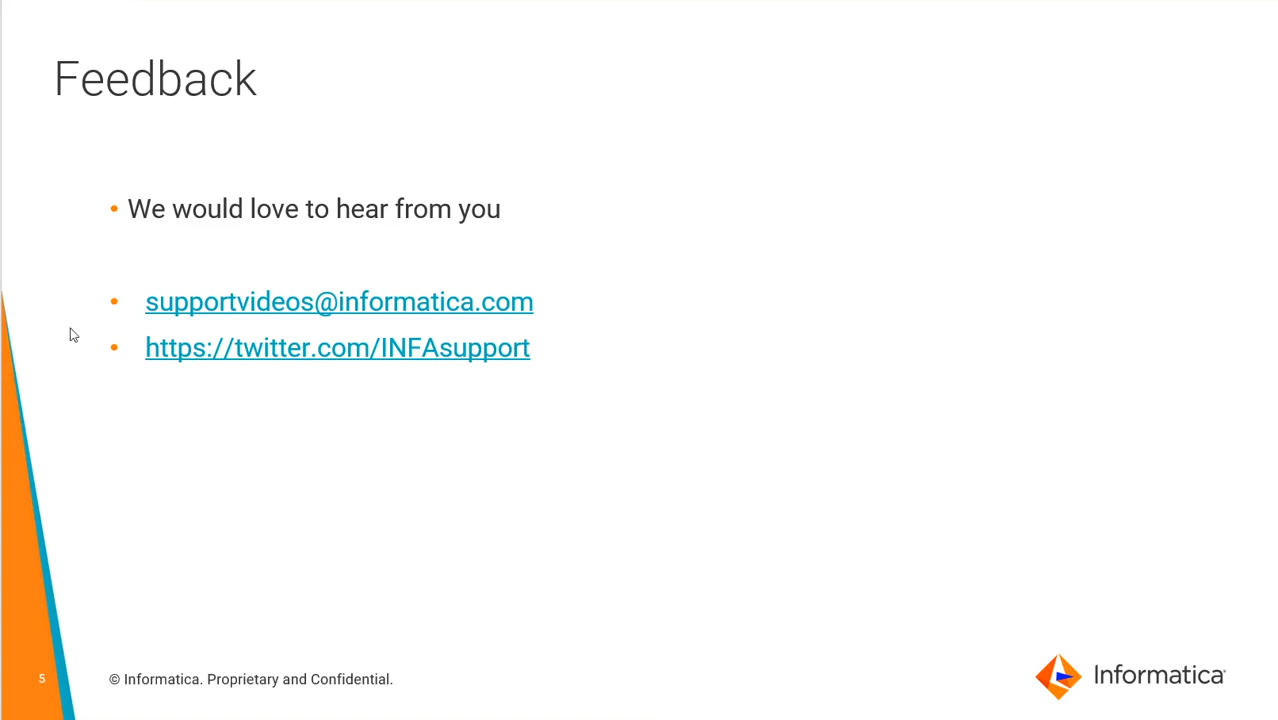 Feedback
• We would love to hear from you
• supportvideos@informatica.com
• https://twitter.com/INFAsupport
5
© Informatica. Proprietary and Confidential.
Informatica